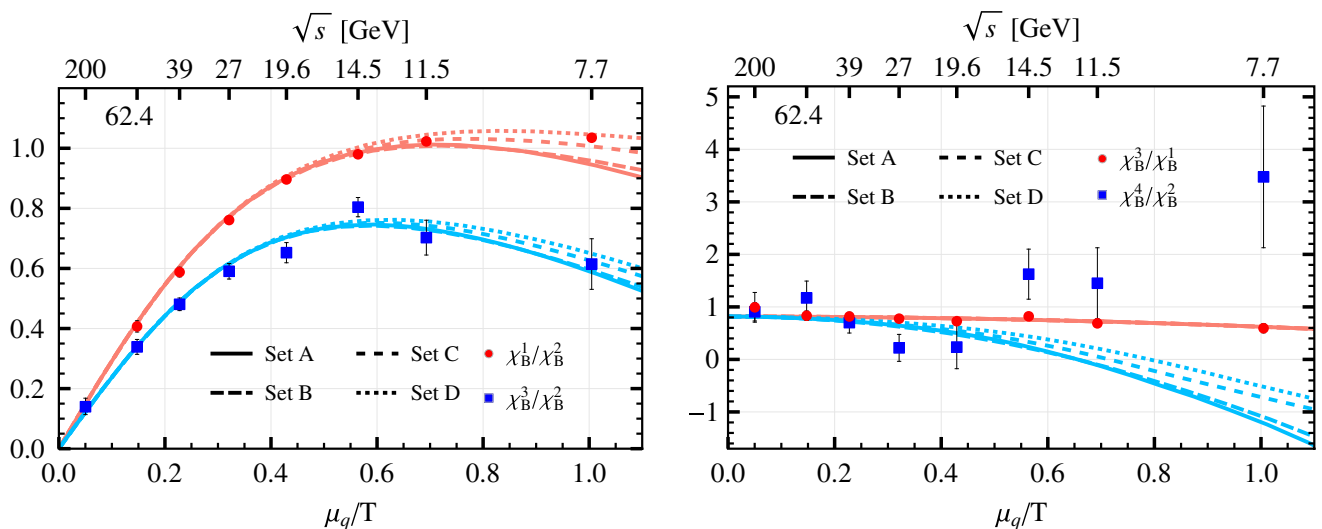 √s [GeV]
200 39 27 19.6 14.5 11.5 7.7
62.4
1.0
0.8
0.6
0.4
0.2
0.0
Set A Set C χ_B^1/χ_B^2
Set B Set D χ_B^3/χ_B^2
0.0 0.2 0.4 0.6 0.8 1.0
μ_q/T
√s [GeV]
200 39 27 19.6 14.5 11.5 7.7
62.4
5
4
3
2
1
0
−1
Set A Set C χ_B^3/χ_B^1
Set B Set D χ_B^4/χ_B^2
0.0 0.2 0.4 0.6 0.8 1.0
μ_q/T